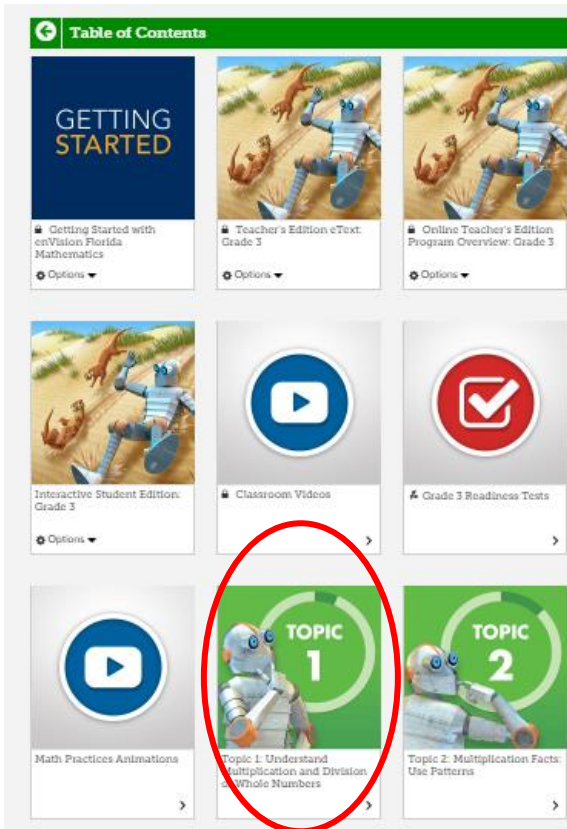 Table of Contents
GETTING
STARTED
Getting Started with
enVision Florida
Mathematics
Options
Teacher's Edition eText:
Grade 3
Options
Online Teacher's Edition
Program Overview: Grade 3
Options
Interactive Student Edition:
Grade 3
Options
Classroom Videos
Grade 3 Readiness Tests
Math Practices Animations
TOPIC
1
Topic 1: Understand
Multiplication and Division
of Whole Numbers
TOPIC
2
Topic 2: Multiplication Facts:
Use Patterns